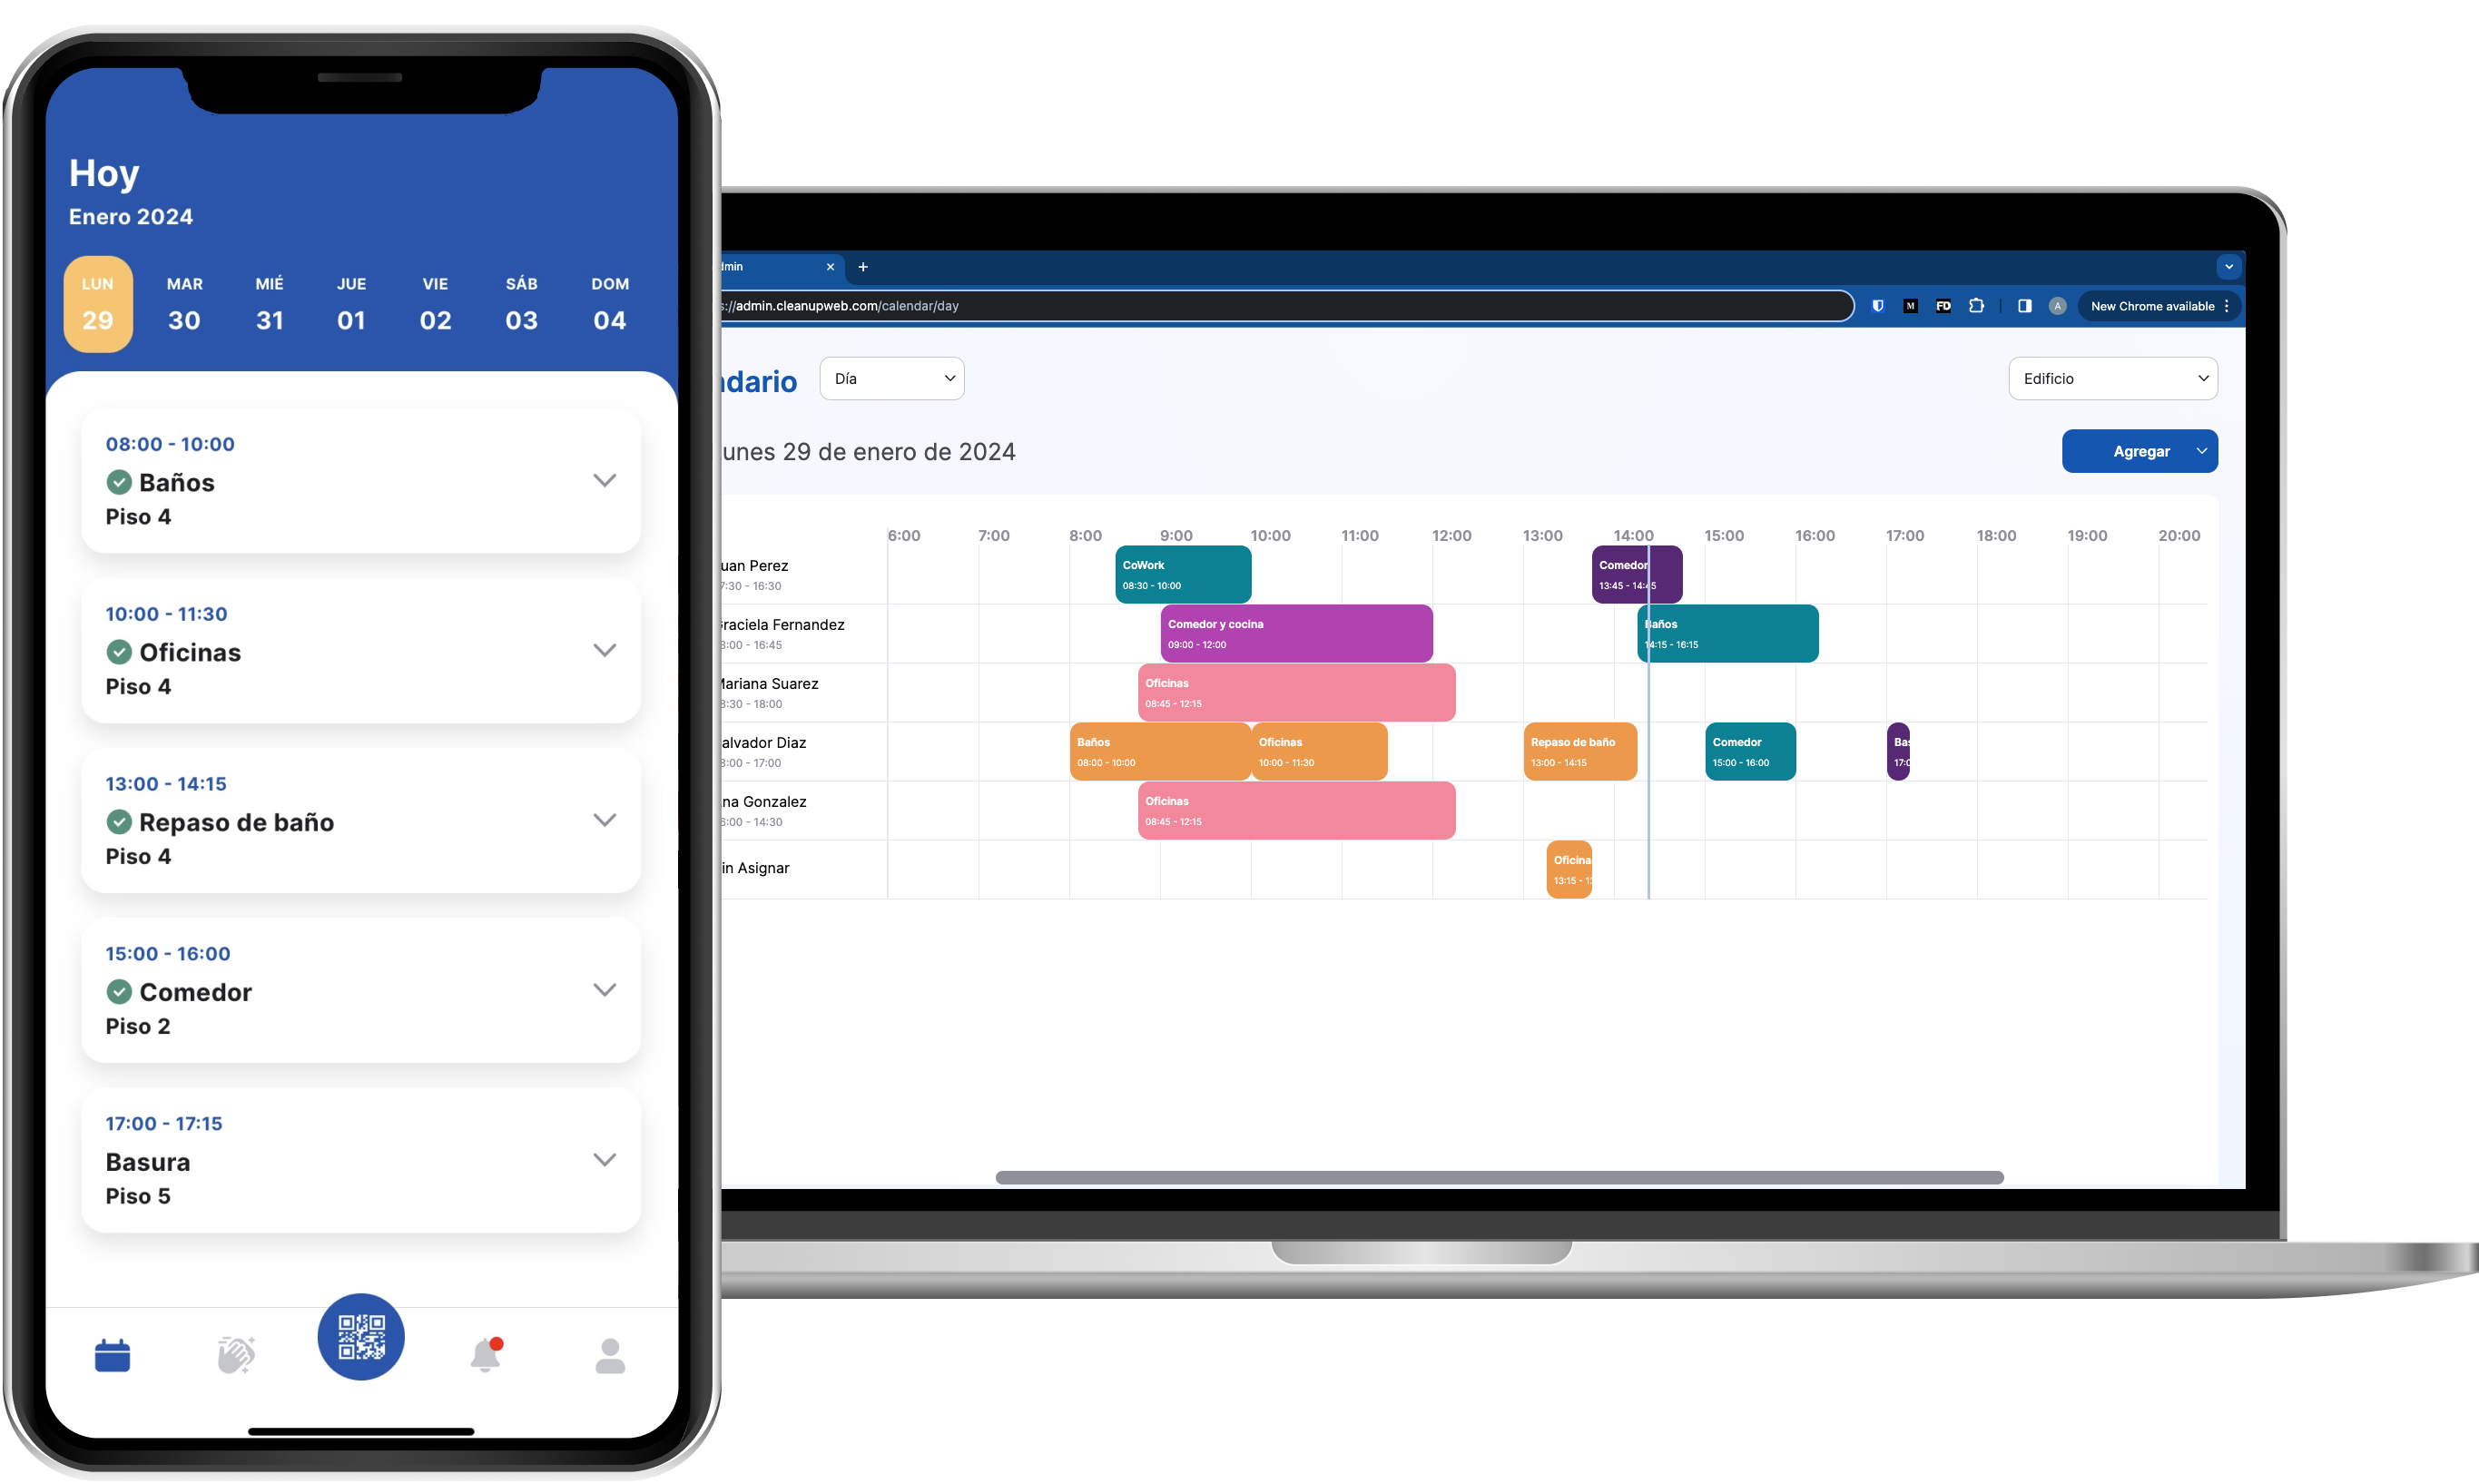 Hoy
Enero 2024
LUN MAR MIÉ JUE VIE SÁB DOM
29 30 31 01 02 03 04
08:00 - 10:00
Baños
Piso 4
10:00 - 11:30
Oficinas
Piso 4
13:00 - 14:15
Repaso de baño
Piso 4
15:00 - 16:00
Comedor
Piso 2
17:00 - 17:15
Basura
Piso 5
dmin
s://admin.cleanupweb.com/calendar/day
M FD A New Chrome available
ndario Día Edificio
unes 29 de enero de 2024 Agregar
6:00 7:00 8:00 9:00 10:00 11:00 12:00 13:00 14:00 15:00 16:00 17:00 18:00 19:00 20:00
uan Perez CoWork Comedor
7:30 - 16:30 08:30 - 10:00 13:45 - 14:45
raciela Fernandez Comedor y cocina Baños
8:00 - 16:45 09:00 - 12:00 14:15 - 16:15
Mariana Suarez Oficinas
8:30 - 18:00 08:45 - 12:15
alvador Diaz Baños Oficinas Repaso de baño Comedor Bas
8:00 - 17:00 08:00 - 10:00 10:00 - 11:30 13:00 - 14:15 15:00 - 16:00 17:0
na Gonzalez Oficinas
6:00 - 14:30 08:45 - 12:15
in Asignar Oficina
13:15 - 1